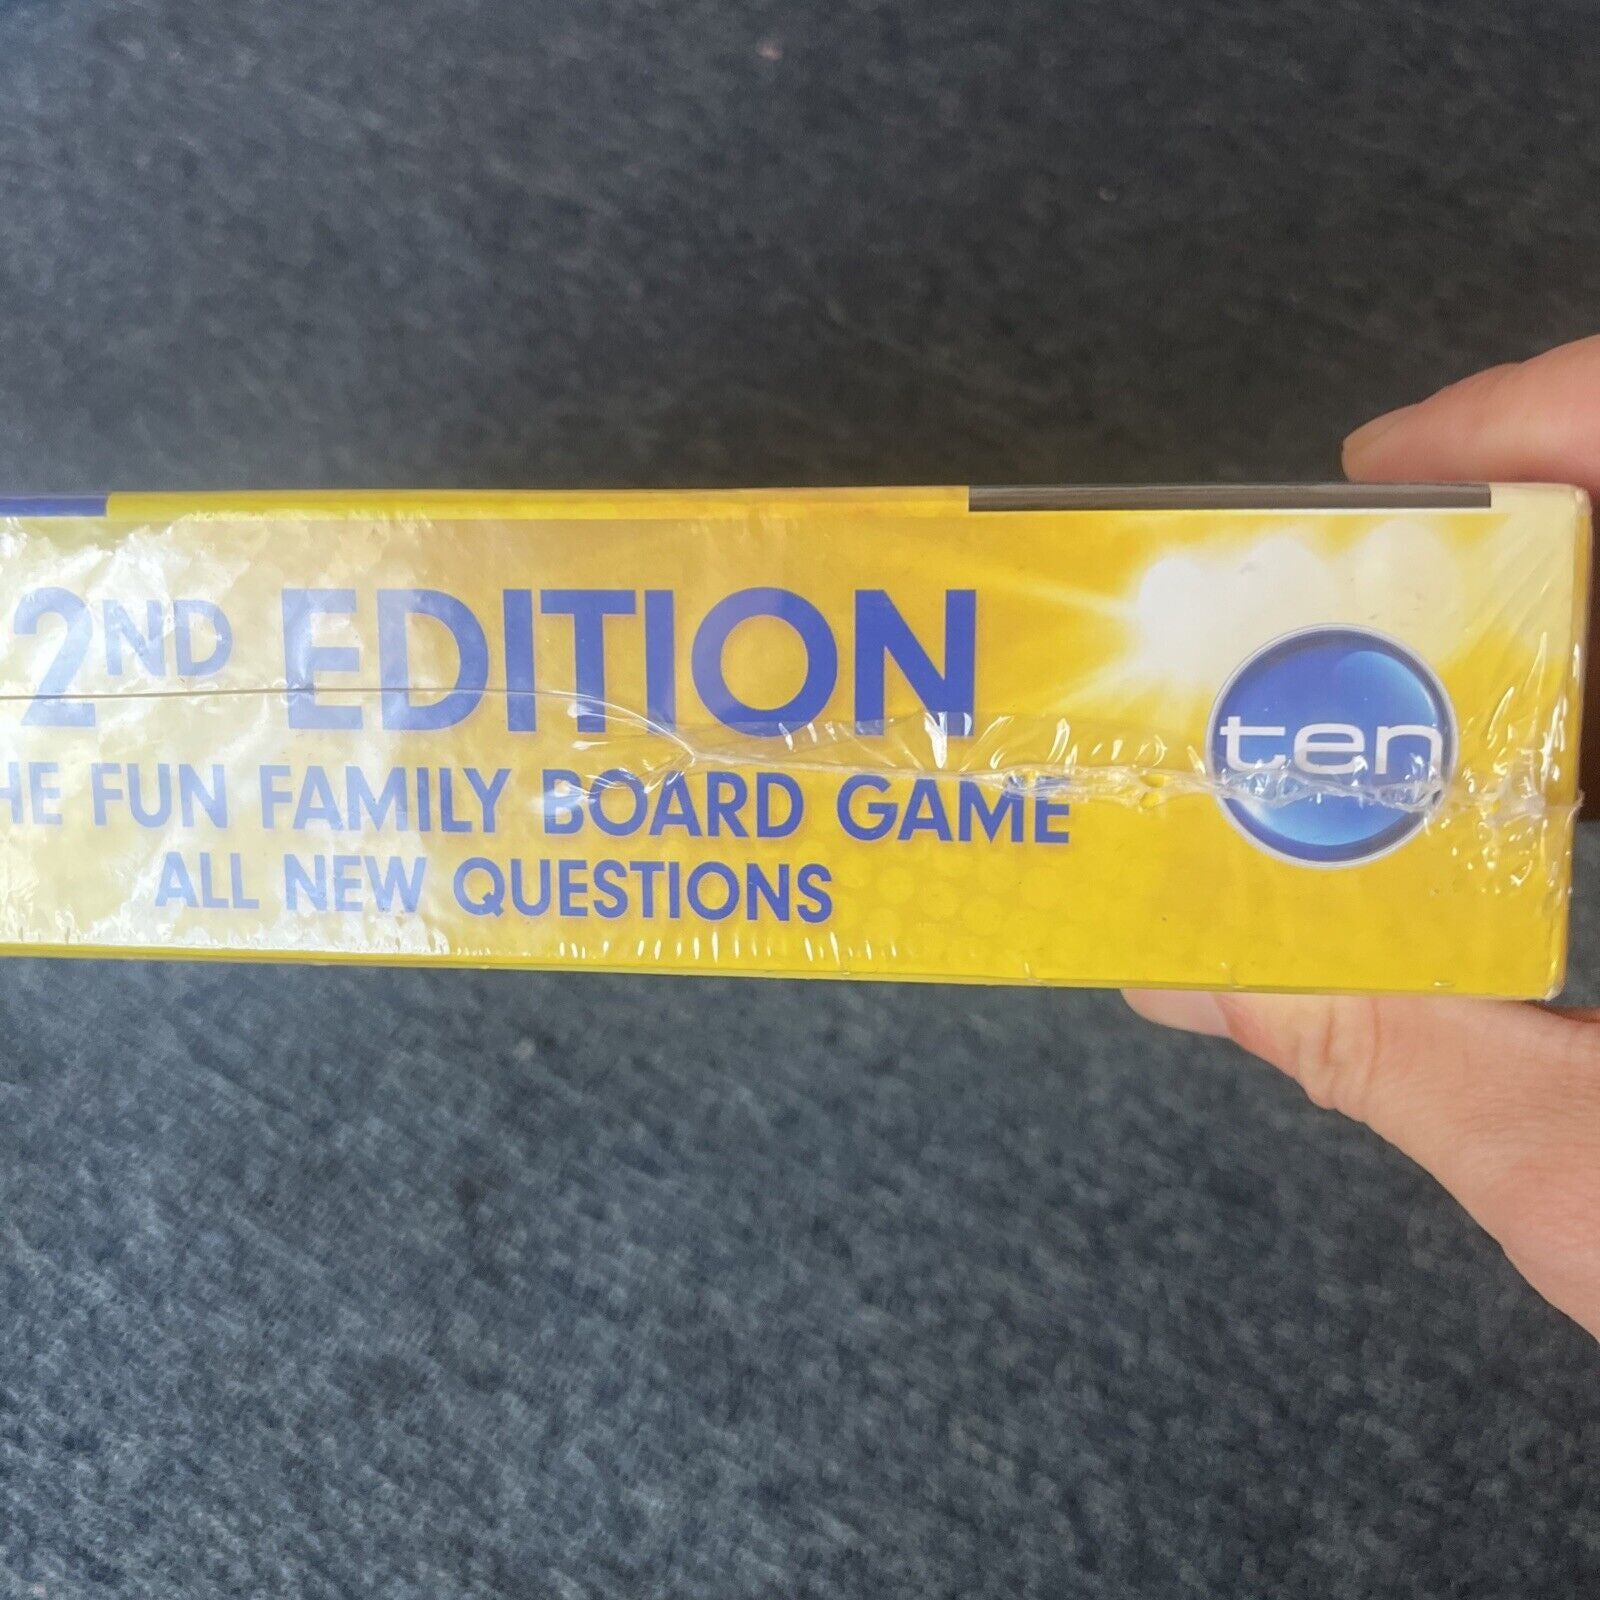 2ND EDITION
HE FUN FAMILY BOARD GAME
ALL NEW QUESTIONS
ten